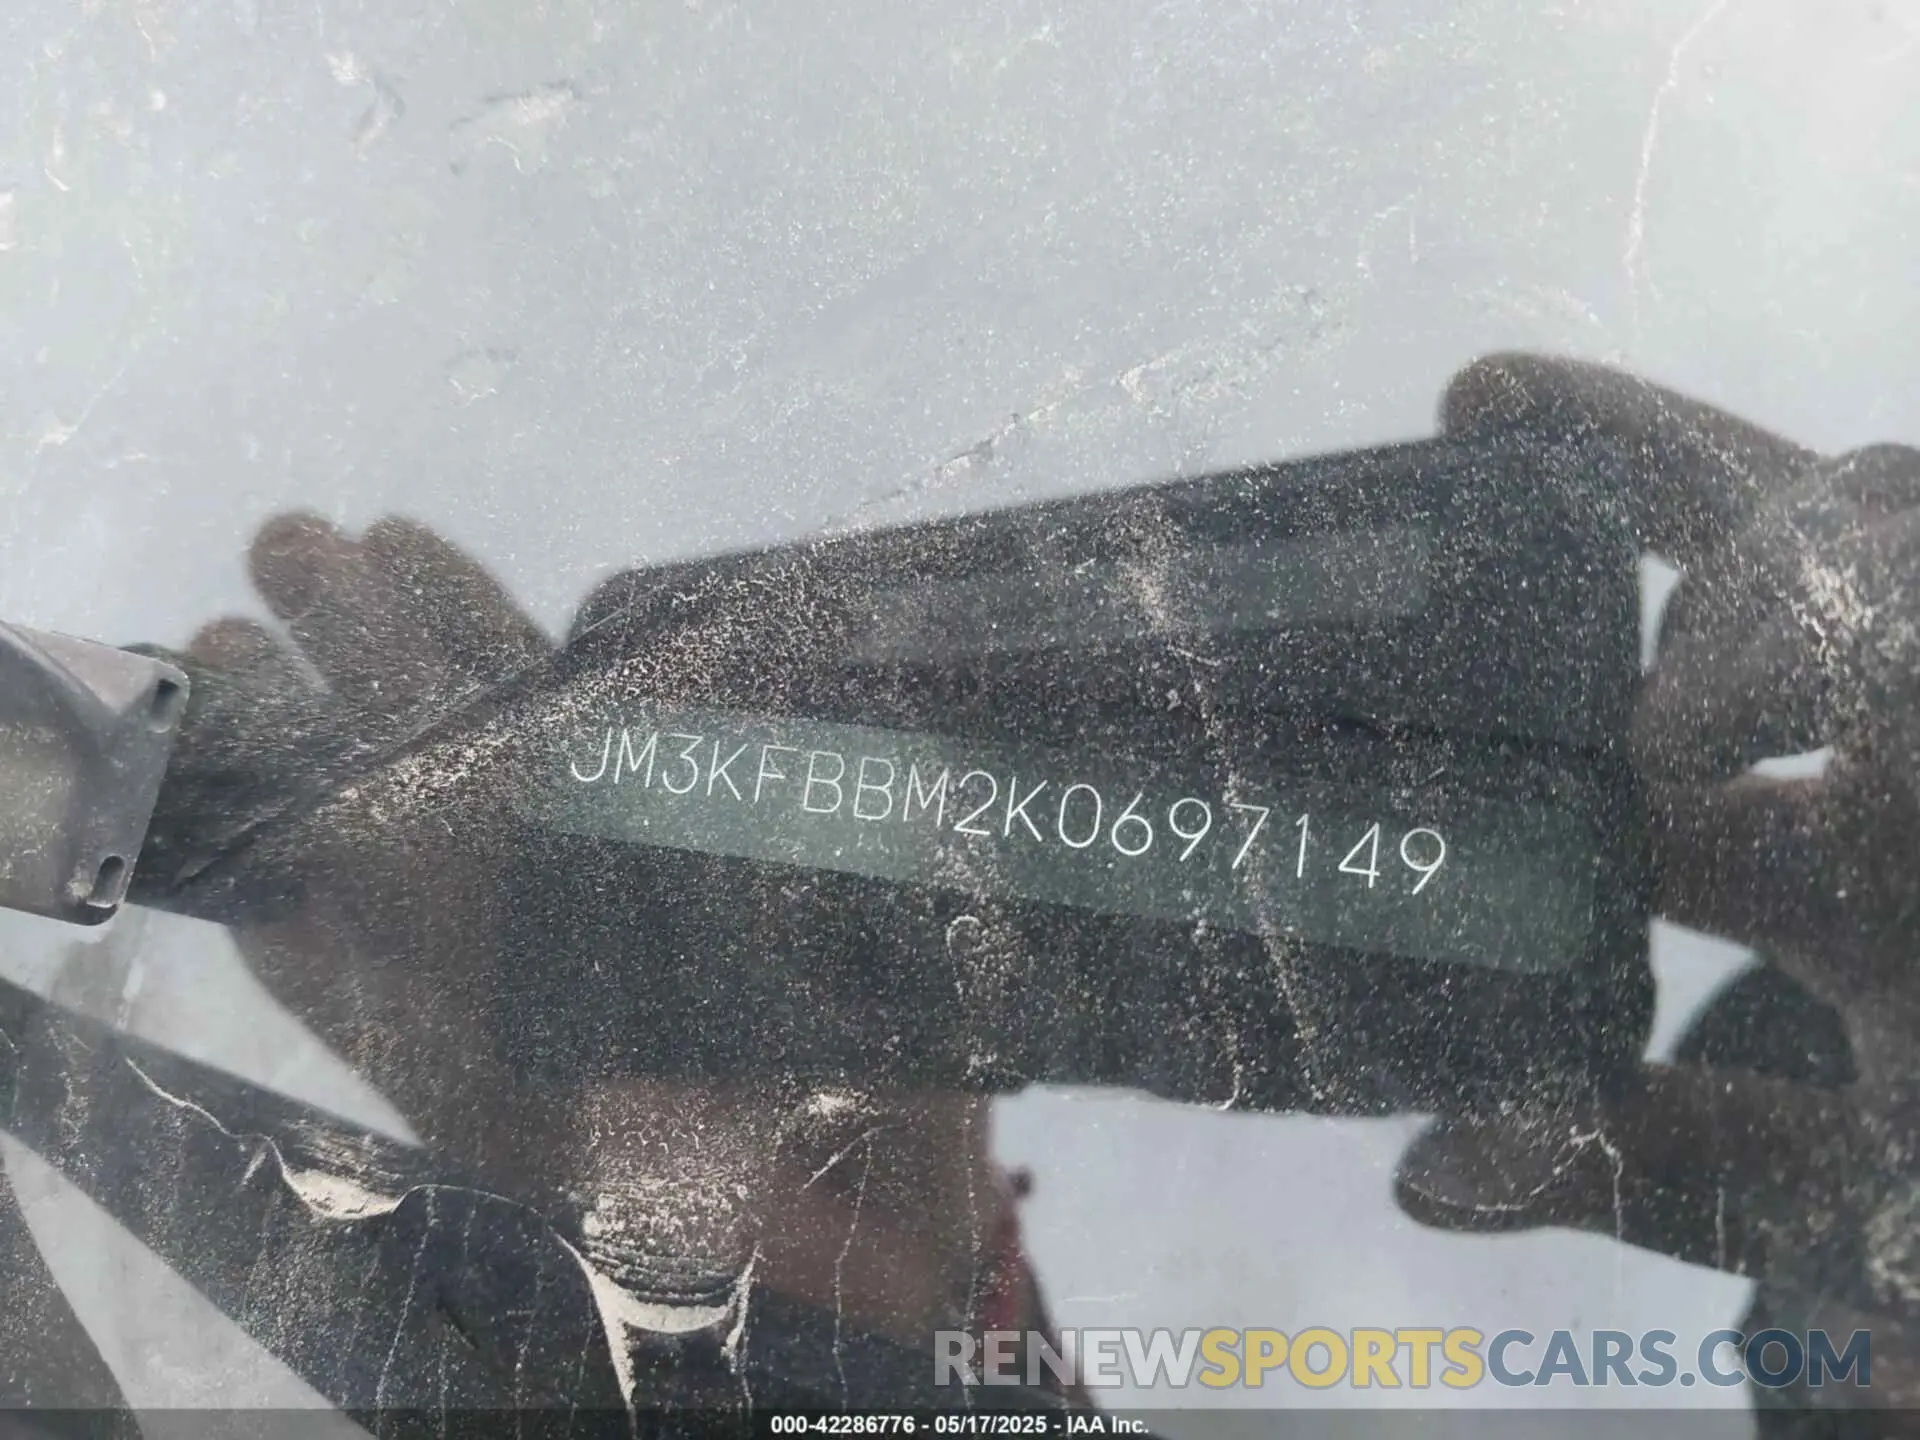 JM3KFBBM2K0697149
RENEWSPORTSCARS.COM
000-42286776 - 05/17/2025 - IAA Inc.